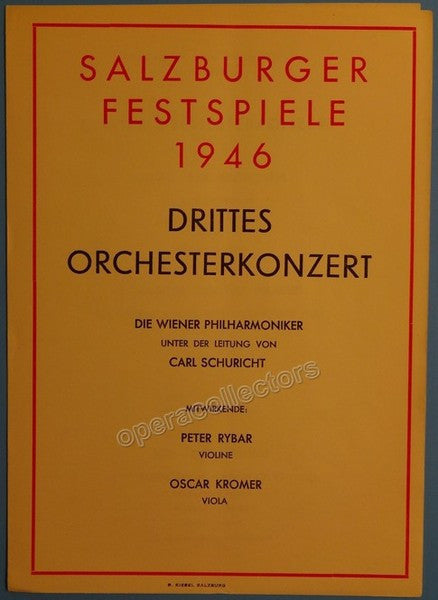 SALZBURGER
FESTSPIELE
1946
DRITTES
ORCHESTERKONZERT
DIE WIENER PHILHARMONIKER
UNTER DER LEITUNG VON
CARL SCHURICHT
operacollectors
MITWIRKENDE:
PETER RYBAR
VIOLINE
OSCAR KROMER
VIOLA
R. KIESEL SALZBURG